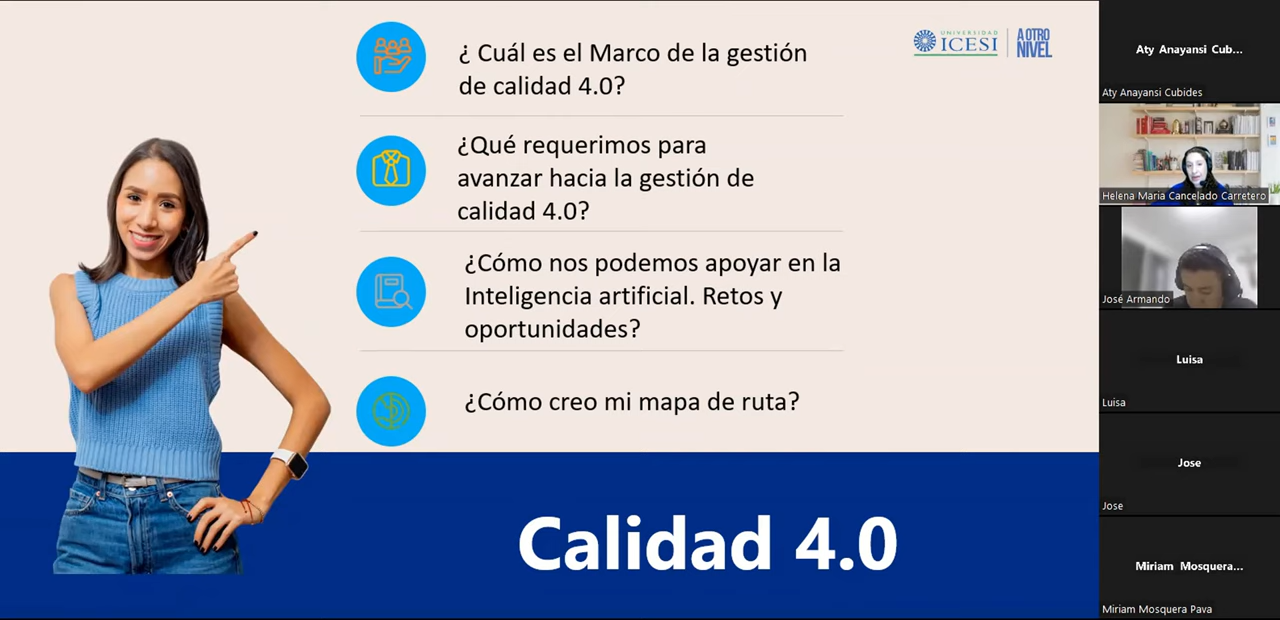 ¿ Cuál es el Marco de la gestión
de calidad 4.0?
¿Qué requerimos para
avanzar hacia la gestión de
calidad 4.0?
¿Cómo nos podemos apoyar en la
Inteligencia artificial. Retos y
oportunidades?
¿Cómo creo mi mapa de ruta?
Calidad 4.0
UNIVERSIDAD
ICESI
A OTRO
NIVEL
Aty Anayansi Cub...
Aty Anayansi Cubides
Helena Maria Cancelado Carretero
José Armando
Luisa
Luisa
Jose
Jose
Miriam Mosquera...
Miriam Mosquera Pava